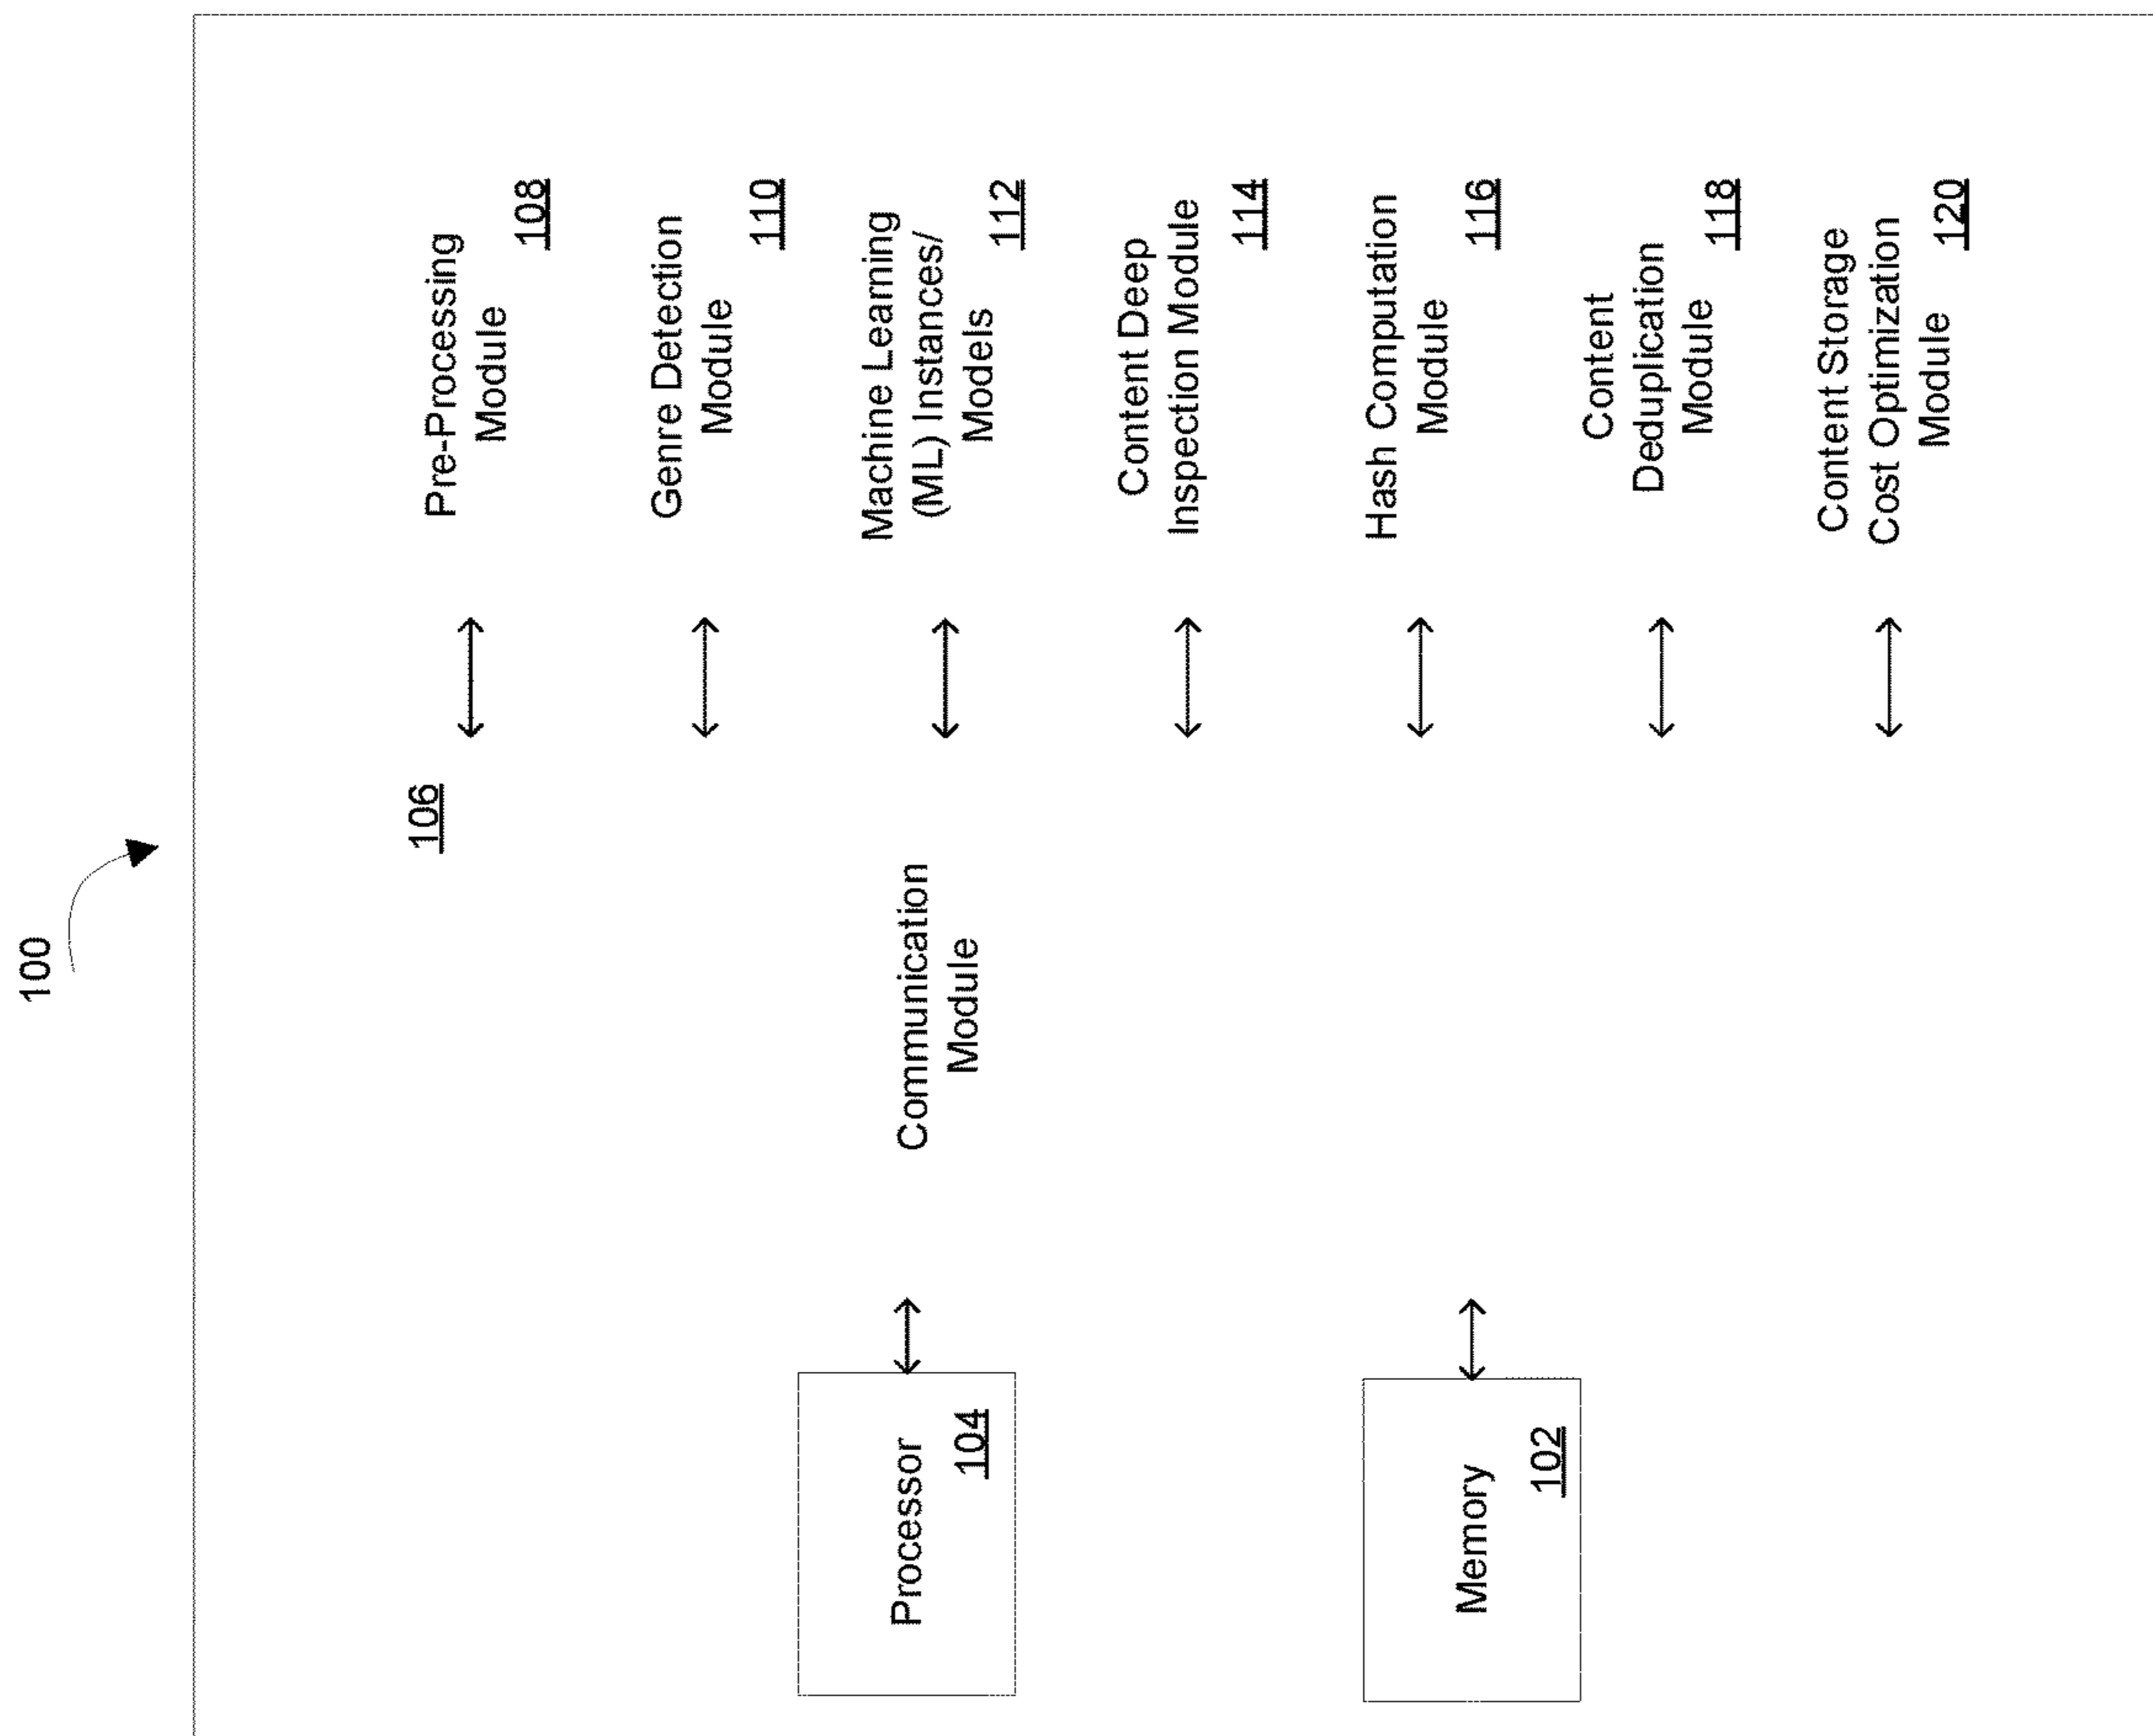 100
106
Communication
Module
Processor
104
Memory
102
Pre-Processing
Module
108
Genre Detection
Module
110
Machine Learning
(ML) Instances/
Models
112
Content Deep
Inspection Module
114
Hash Computation
Module
116
Content
Deduplication
Module
118
Content Storage
Cost Optimization
Module
120